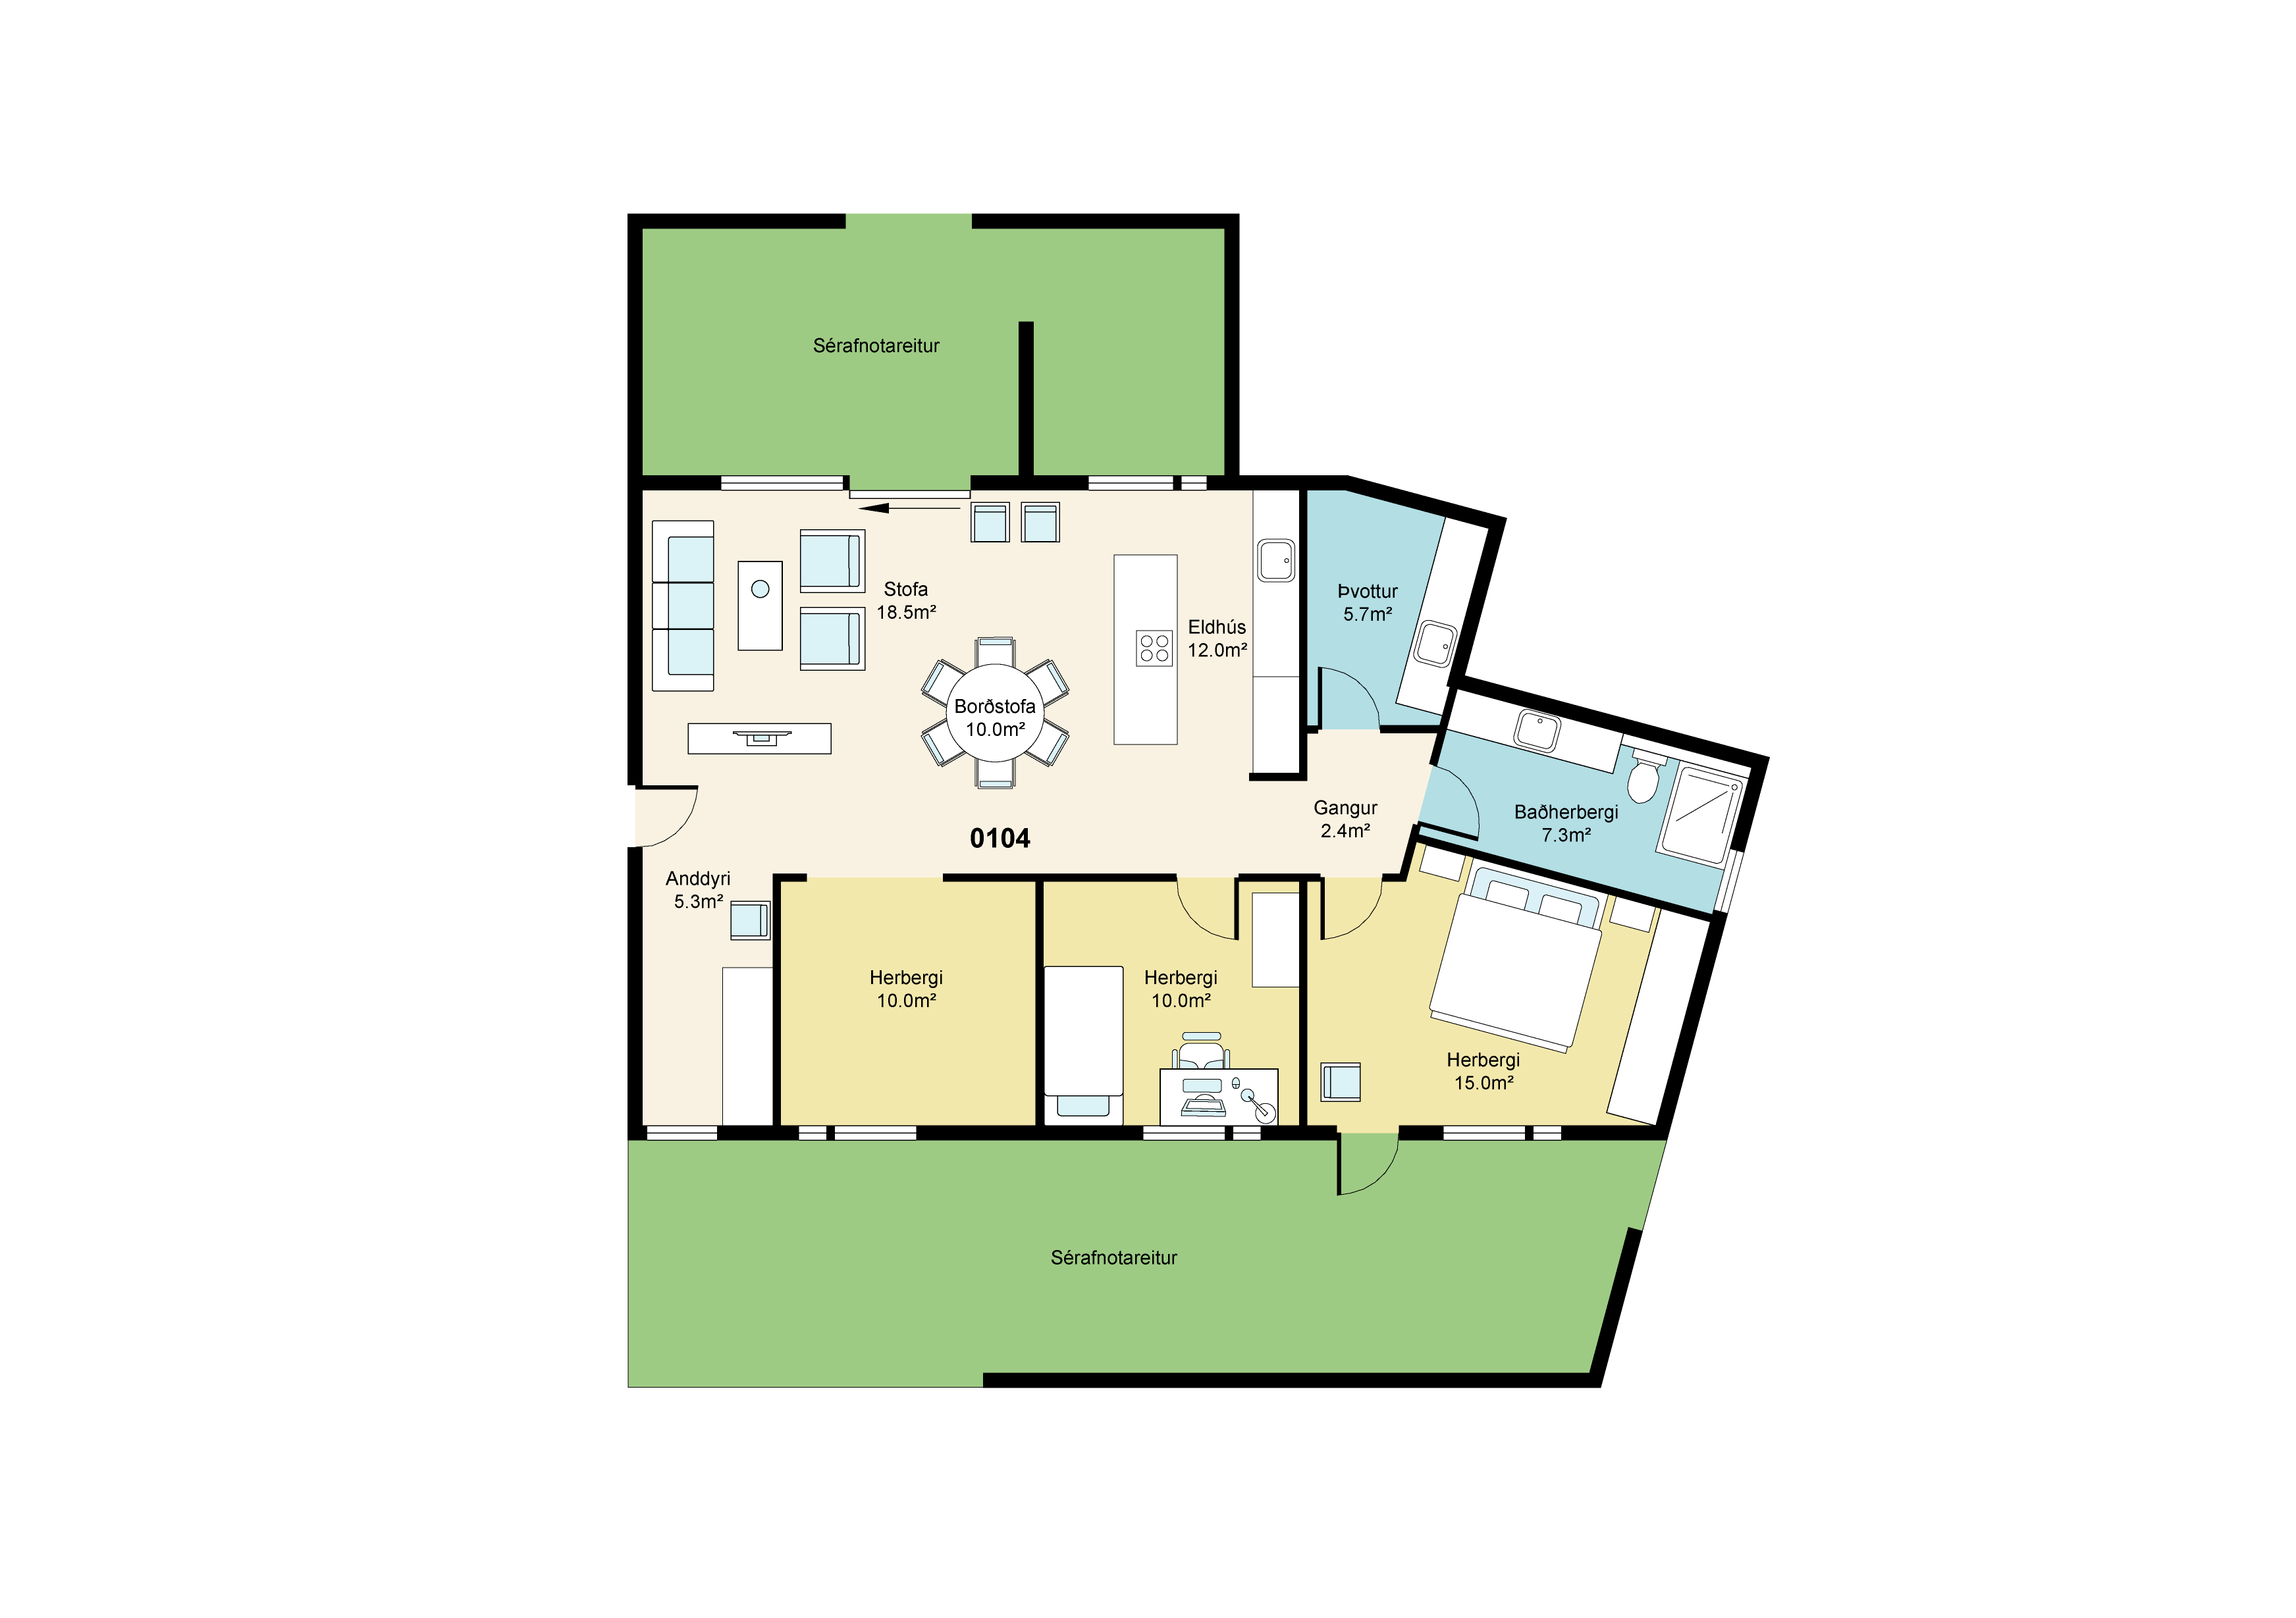 Sérafnotareitur
Stofa
18.5m²
Þvottur
5.7m²
Eldhús
12.0m²
Borðstofa
10.0m²
Gangur
2.4m²
Baðherbergi
7.3m²
0104
Anddyri
5.3m²
Herbergi
10.0m²
Herbergi
10.0m²
Herbergi
15.0m²
Sérafnotareitur